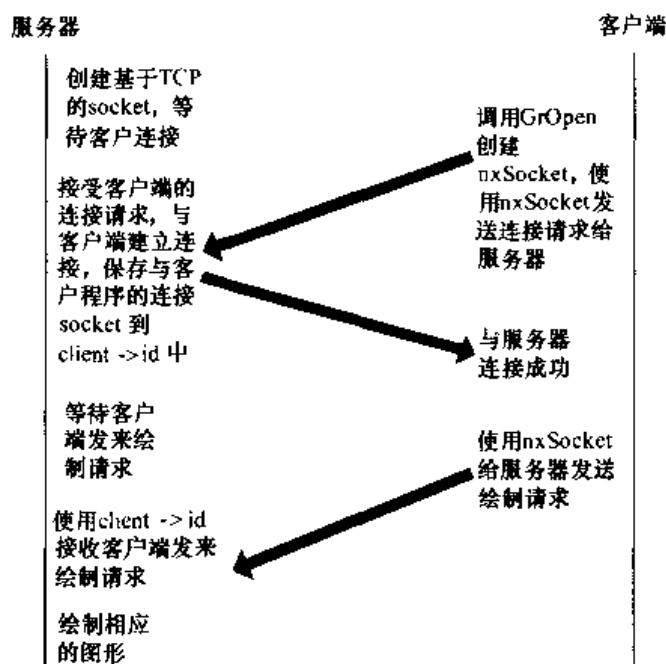 服务器
客户端
创建基于TCP
的socket，等
待客户连接
调用GrOpen
创建
nxSocket，使
用nxSocket发
送连接请求给
服务器
接受客户端的
连接请求，与
客户端建立连
接，保存与客
户程序的连接
socket 到
client ->id 中
与服务器
连接成功
等待客户
端发来绘
制请求
使用nxSocket
给服务器发送
绘制请求
使用client ->id
接收客户端发来
绘制请求
绘制相应
的图形